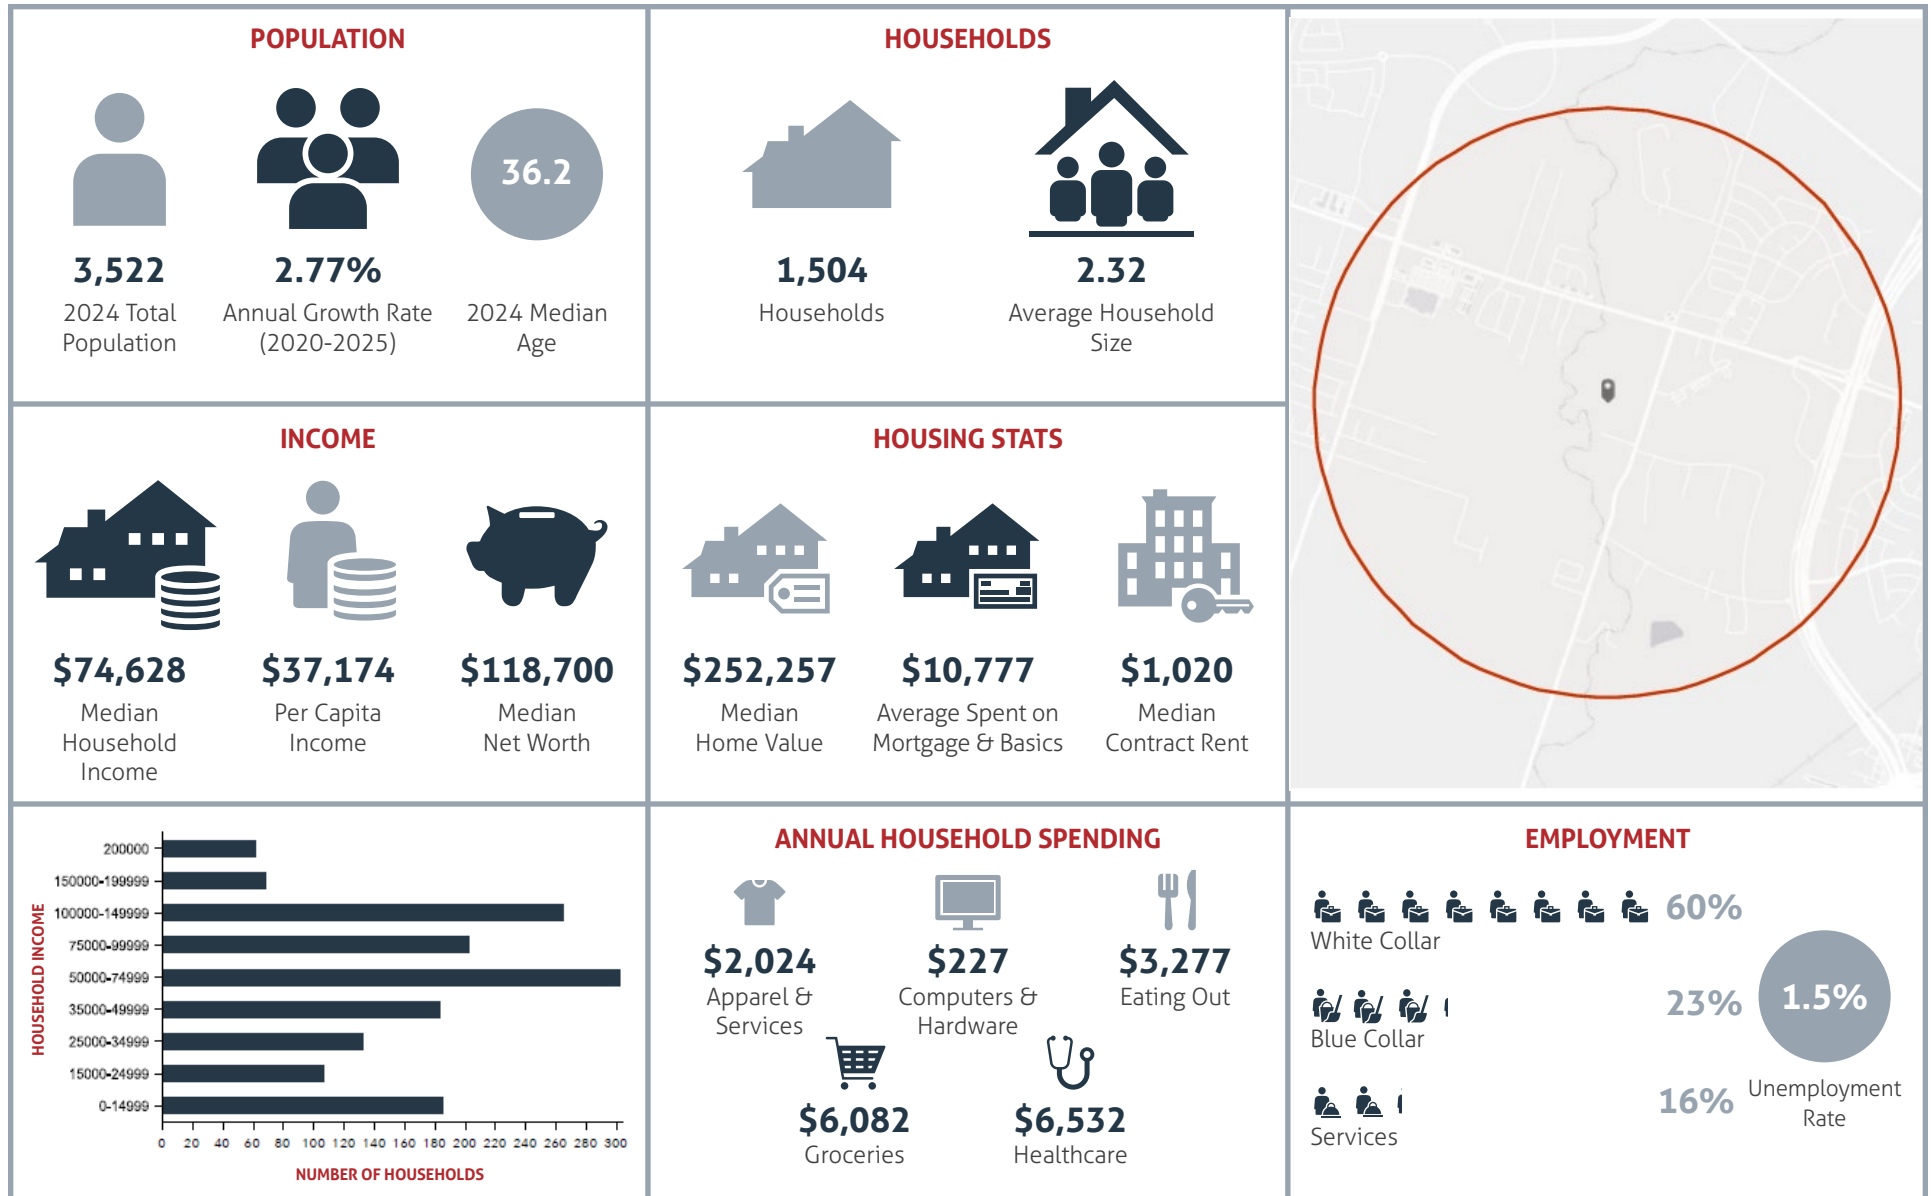 POPULATION
36.2
3,522
2.77%
2024 Total
Population
Annual Growth Rate
(2020-2025)
2024 Median
Age
HOUSEHOLDS
1,504
Households
2.32
Average Household
Size
INCOME
$74,628
Median
Household
Income
$37,174
Per Capita
Income
$118,700
Median
Net Worth
HOUSING STATS
$252,257
Median
Home Value
$10,777
Average Spent on
Mortgage & Basics
$1,020
Median
Contract Rent
HOUSEHOLD INCOME
200000
150000-199999
100000-149999
75000-99999
50000-74999
35000-49999
25000-34999
15000-24999
0-14999
0 20 40 60 80 100 120 140 160 180 200 220 240 260 280 300
NUMBER OF HOUSEHOLDS
ANNUAL HOUSEHOLD SPENDING
$2,024
Apparel &
Services
$227
Computers &
Hardware
$3,277
Eating Out
$6,082
Groceries
$6,532
Healthcare
EMPLOYMENT
60%
White Collar
23%
Blue Collar
16%
Services
1.5%
Unemployment
Rate